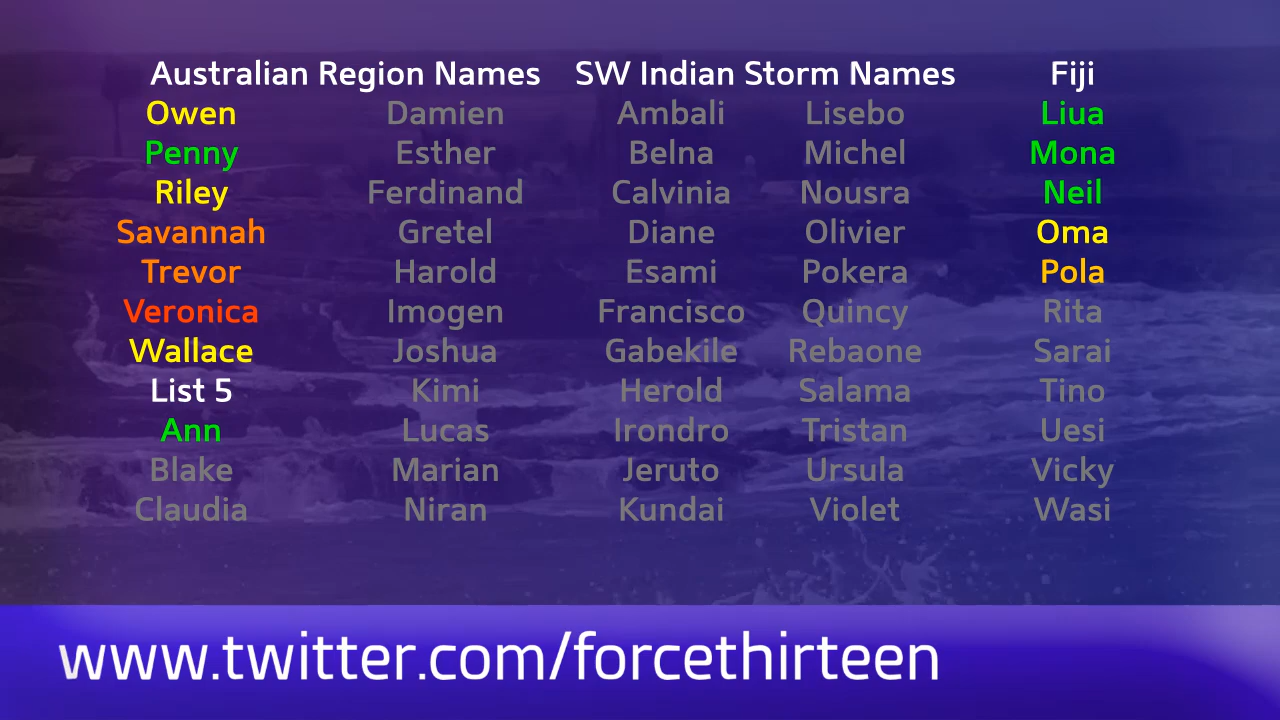 Australian Region Names SW Indian Storm Names Fiji
Owen Damien Ambali Lisebo Liua
Penny Esther Belna Michel Mona
Riley Ferdinand Calvinia Nousra Neil
Savannah Gretel Diane Olivier Oma
Trevor Harold Esami Pokera Pola
Veronica Imogen Francisco Quincy Rita
Wallace Joshua Gabekile Rebaone Sarai
List 5 Kimi Herold Salama Tino
Ann Lucas Irondro Tristan Uesi
Blake Marian Jeruto Ursula Vicky
Claudia Niran Kundai Violet Wasi
www.twitter.com/forcethirteen